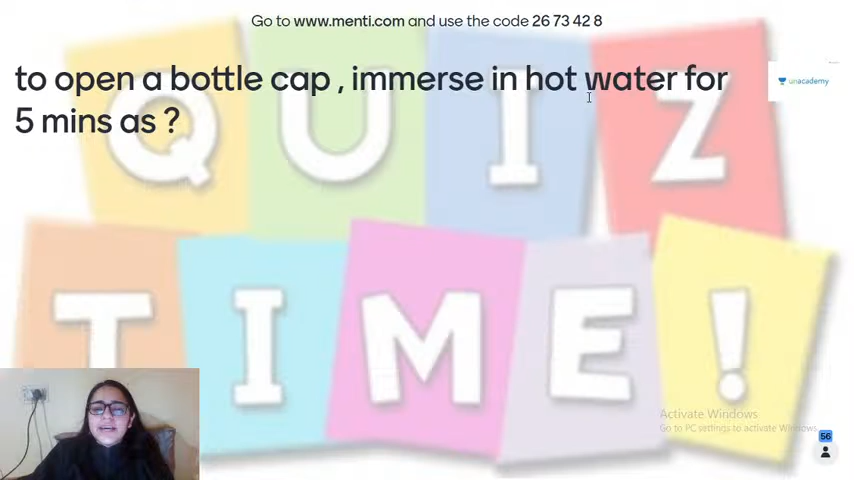 Go to www.menti.com and use the code 26 73 42 8
to open a bottle cap , immerse in hot water for
5 mins as ?
unacademy
QUIZ
TIME!
Activate Windows
Go to PC settings to activate Windows.
56